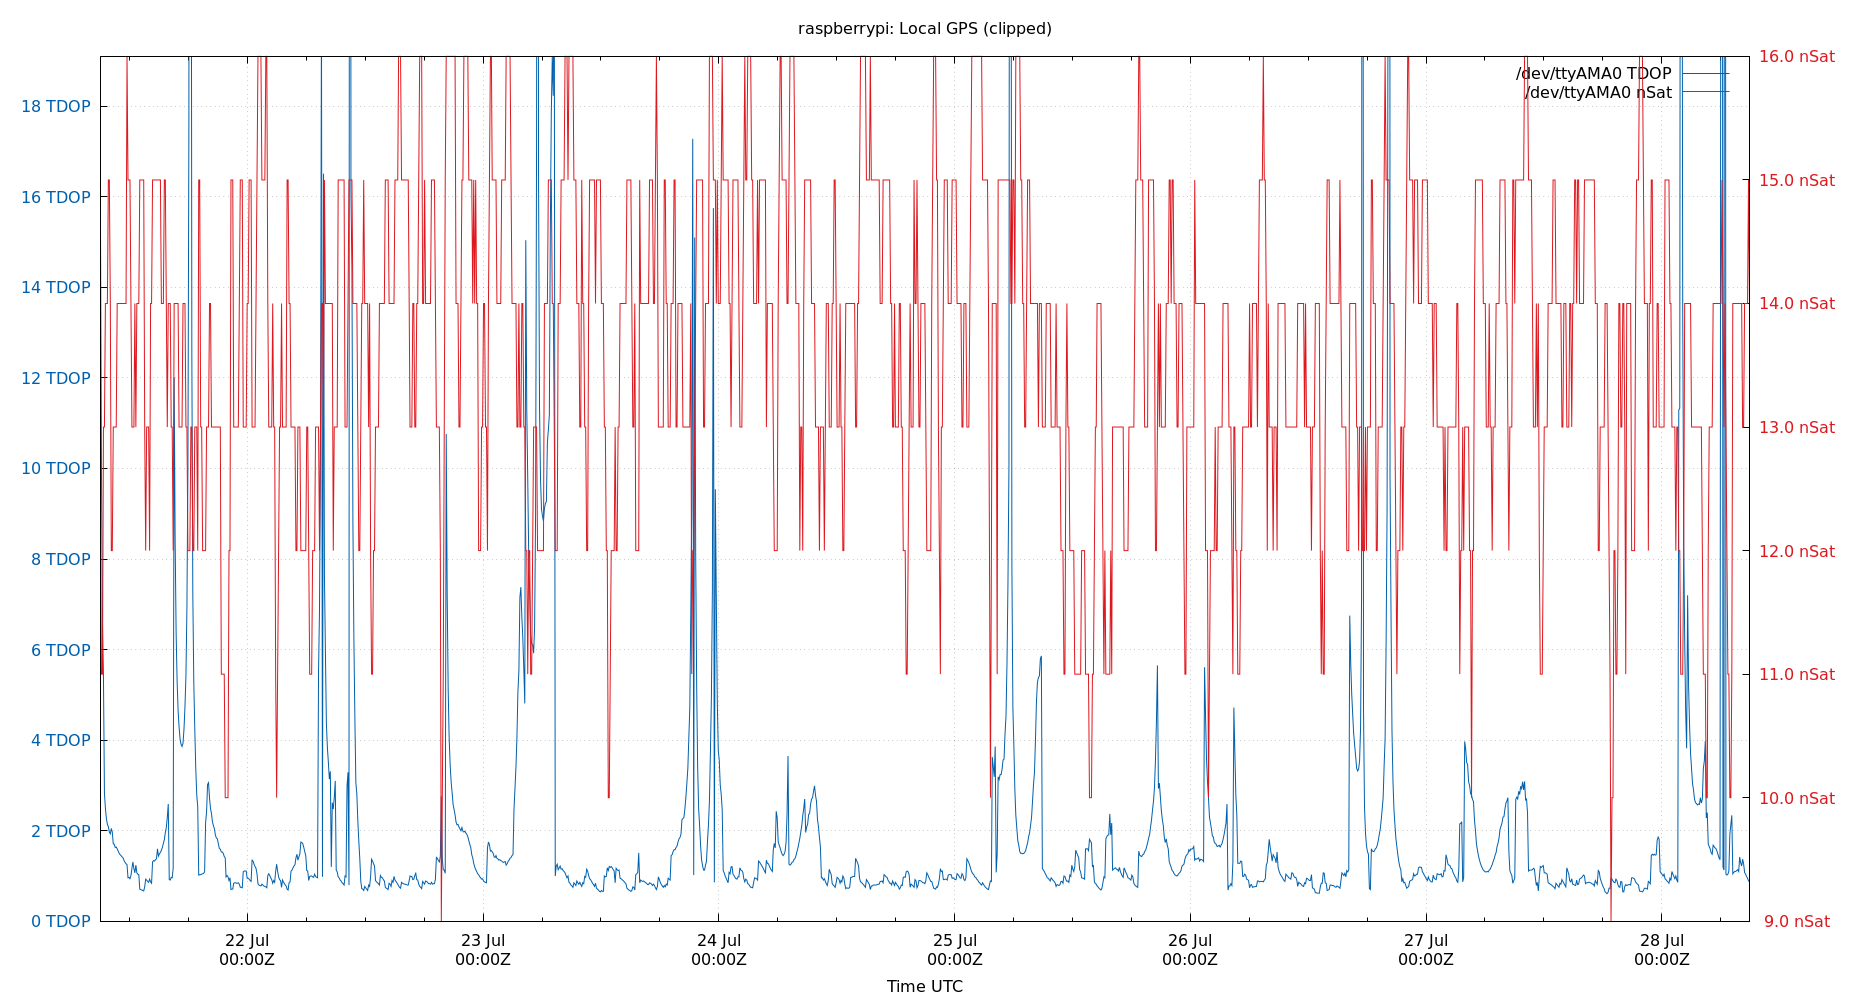 raspberrypi: Local GPS (clipped)
/dev/ttyAMA0 TDOP
/dev/ttyAMA0 nSat
18 TDOP
16 TDOP
14 TDOP
12 TDOP
10 TDOP
8 TDOP
6 TDOP
4 TDOP
2 TDOP
0 TDOP
16.0 nSat
15.0 nSat
14.0 nSat
13.0 nSat
12.0 nSat
11.0 nSat
10.0 nSat
9.0 nSat
22 Jul
00:00Z
23 Jul
00:00Z
24 Jul
00:00Z
25 Jul
00:00Z
26 Jul
00:00Z
27 Jul
00:00Z
28 Jul
00:00Z
Time UTC